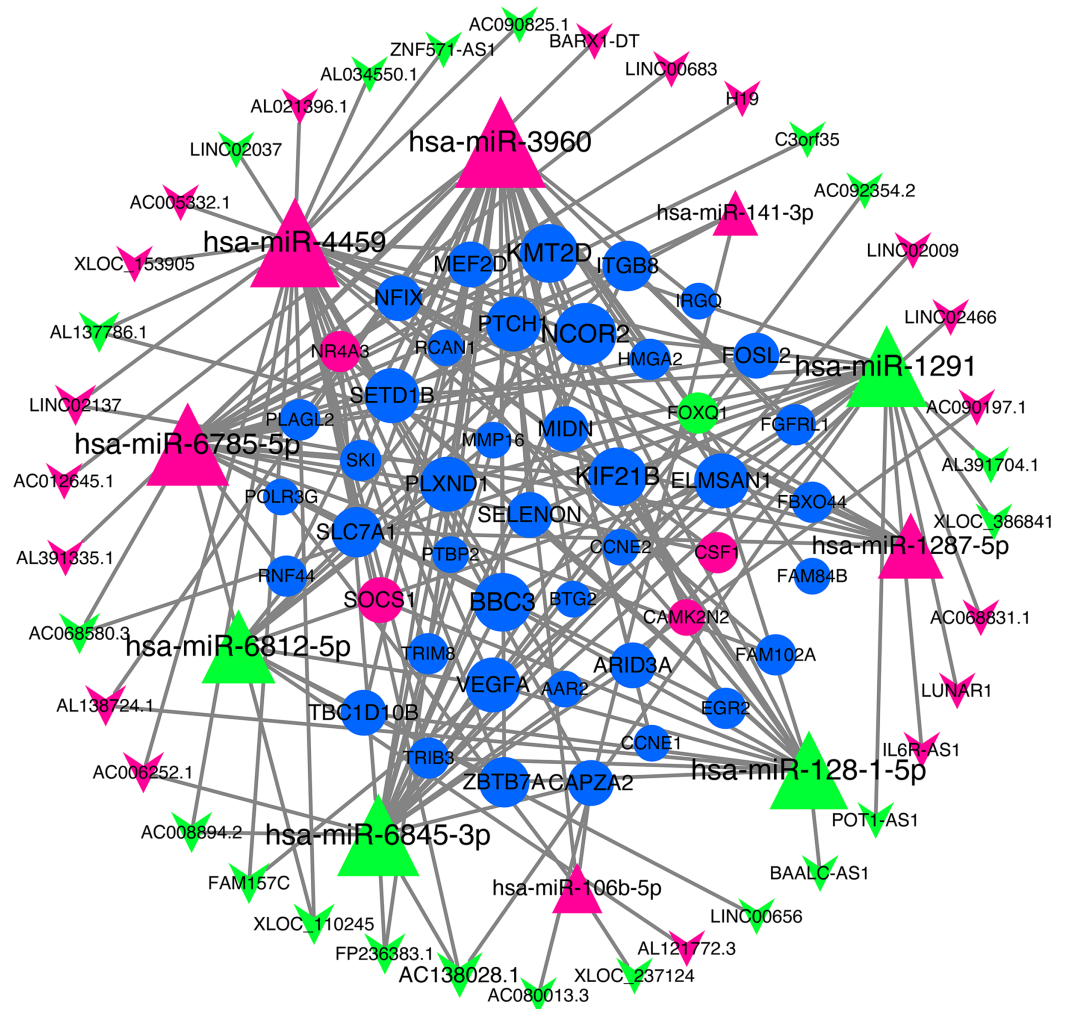 AC090825.1
BARX1-DT
ZNF571-AS1
LINC00683
AL034550.1
H19
AL021396.1
hsa-miR-3960
C3orf35
LINC02037
AC092354.2
AC005332.1
hsa-miR-141-3p
hsa-miR-4459
KMT2D
LINC02009
XLOC_153905
MEF2D
ITGB8
NFIX
IRGQ
LINC02466
AL137786.1
PTCH1
NCOR2
NR4A3
RCAN1
HMGA2
FOSL2
hsa-miR-1291
SETD1B
LINC02137
AC090197.1
PLAGL2
FOXQ1
FGFRL1
hsa-miR-6785-5p
MMP16
MIDN
SKI
AL391704.1
AC012645.1
PLXND1
KIF21B
ELMSAN1
POLR3G
FBXO44
SELENON
XLOC_386841
SLC7A1
hsa-miR-1287-5p
AL391335.1
PTBP2
CCNE2
CSF1
RNF44
FAM84B
SOCS1
BBC3
BTG2
CAMK2N2
AC068831.1
AC068580.3
hsa-miR-6812-5p
TRIM8
ARID3A
FAM102A
VEGFA
AAR2
LUNAR1
AL138724.1
TBC1D10B
EGR2
CCNE1
IL6R-AS1
TRIB3
AC006252.1
hsa-miR-128-1-5p
ZBTB7A
CAPZA2
POT1-AS1
AC008894.2
hsa-miR-6845-3p
BAALC-AS1
FAM157C
hsa-miR-106b-5p
LINC00656
XLOC_110245
FP236383.1
AL121772.3
AC138028.1
XLOC_237124
AC080013.3